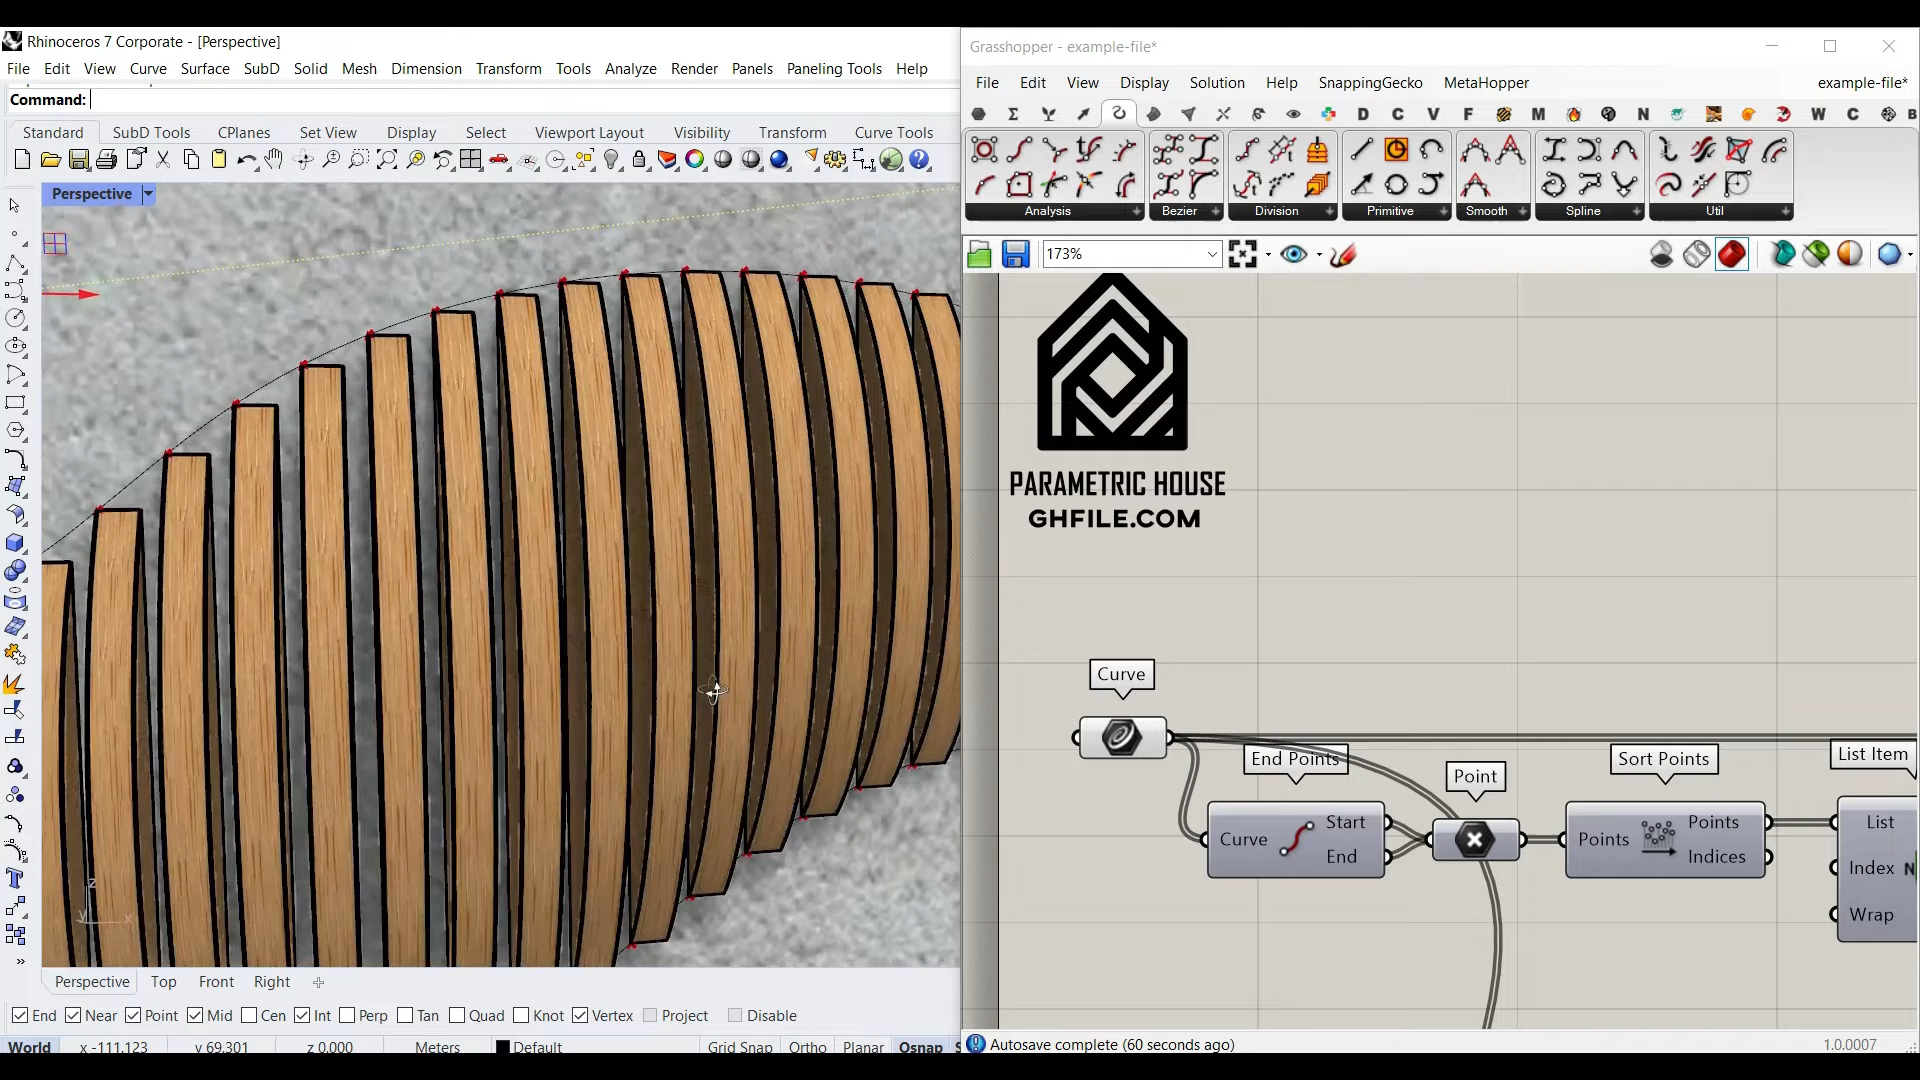 Rhinoceros 7 Corporate - [Perspective]
File Edit View Curve Surface SubD Solid Mesh Dimension Transform Tools Analyze Render Panels Paneling Tools Help
Command:
Standard SubD Tools CPlanes Set View Display Select Viewport Layout Visibility Transform Curve Tools
Perspective
z
y x
Perspective Top Front Right
End Near Point Mid Cen Int Perp Tan Quad Knot Vertex Project Disable
World x -111.123 y 69.301 z 0.000 Meters Default Grid Snap Ortho Planar Osnap S
Grasshopper - example-file*
File Edit View Display Solution Help SnappingGecko MetaHopper example-file*
D C V F M N W C B
Analysis Bezier Division Primitive Smooth Spline Util
173%
PARAMETRIC HOUSE
GHFILE.COM
Curve
End Points
Point
Sort Points
List Item
Curve Start End
Points Points Indices
List
Index N
Wrap
Autosave complete (60 seconds ago)
1.0.0007